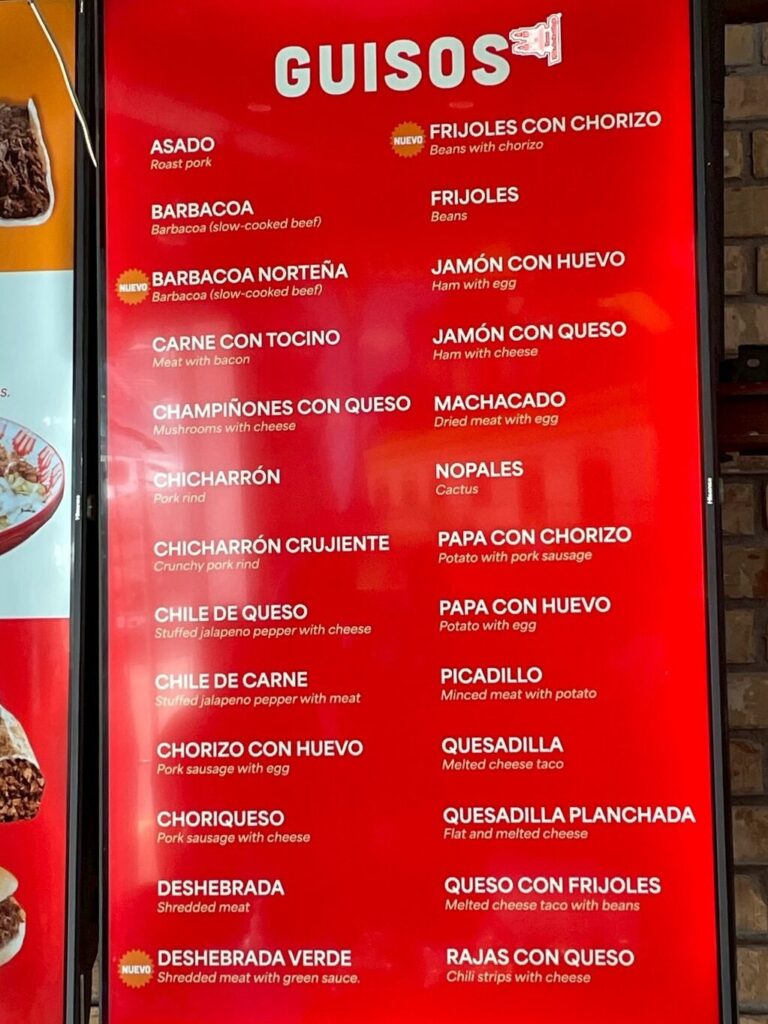 GUISOS
ASADO
Roast pork
BARBACOA
Barbacoa (slow-cooked beef)
NUEVO
BARBACOA NORTEÑA
Barbacoa (slow-cooked beef)
CARNE CON TOCINO
Meat with bacon
CHAMPIÑONES CON QUESO
Mushrooms with cheese
CHICHARRÓN
Pork rind
CHICHARRÓN CRUJIENTE
Crunchy pork rind
CHILE DE QUESO
Stuffed jalapeno pepper with cheese
CHILE DE CARNE
Stuffed jalapeno pepper with meat
CHORIZO CON HUEVO
Pork sausage with egg
CHORIQUESO
Pork sausage with cheese
DESHEBRADA
Shredded meat
NUEVO
DESHEBRADA VERDE
Shredded meat with green sauce.
NUEVO
FRIJOLES CON CHORIZO
Beans with chorizo
FRIJOLES
Beans
JAMÓN CON HUEVO
Ham with egg
JAMÓN CON QUESO
Ham with cheese
MACHACADO
Dried meat with egg
NOPALES
Cactus
PAPA CON CHORIZO
Potato with pork sausage
PAPA CON HUEVO
Potato with egg
PICADILLO
Minced meat with potato
QUESADILLA
Melted cheese taco
QUESADILLA PLANCHADA
Flat and melted cheese
QUESO CON FRIJOLES
Melted cheese taco with beans
RAJAS CON QUESO
Chili strips with cheese
s.
Hisense
Hisense